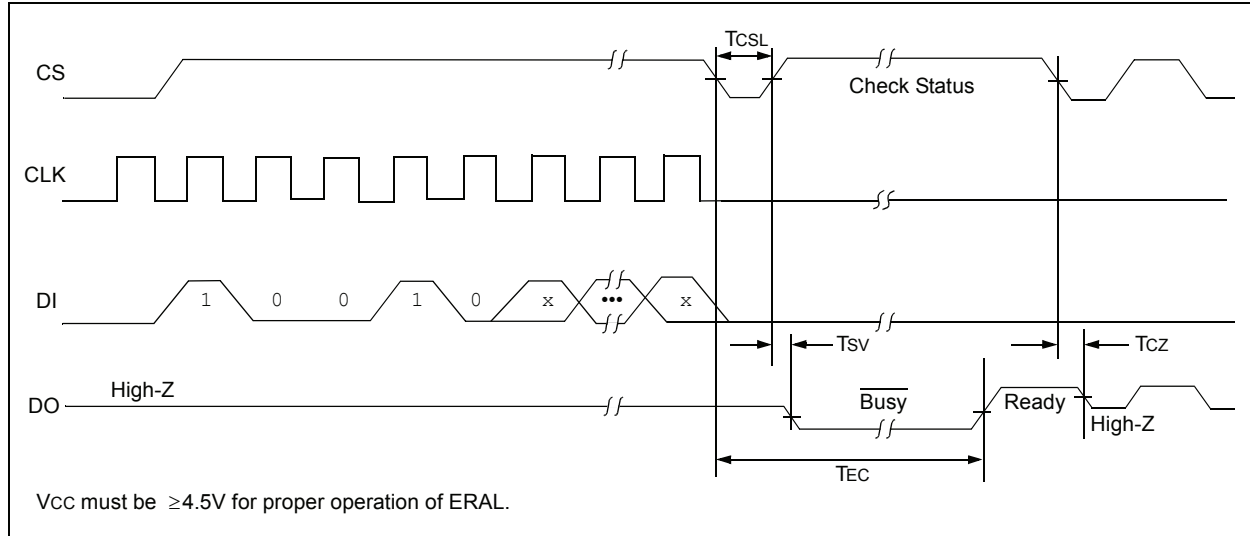 TCSL
CS
Check Status
CLK
DI
1 0 0 1 0 x ••• x
TSV
TCZ
High-Z
DO
Busy
Ready
High-Z
TEC
VCC must be ≥4.5V for proper operation of ERAL.